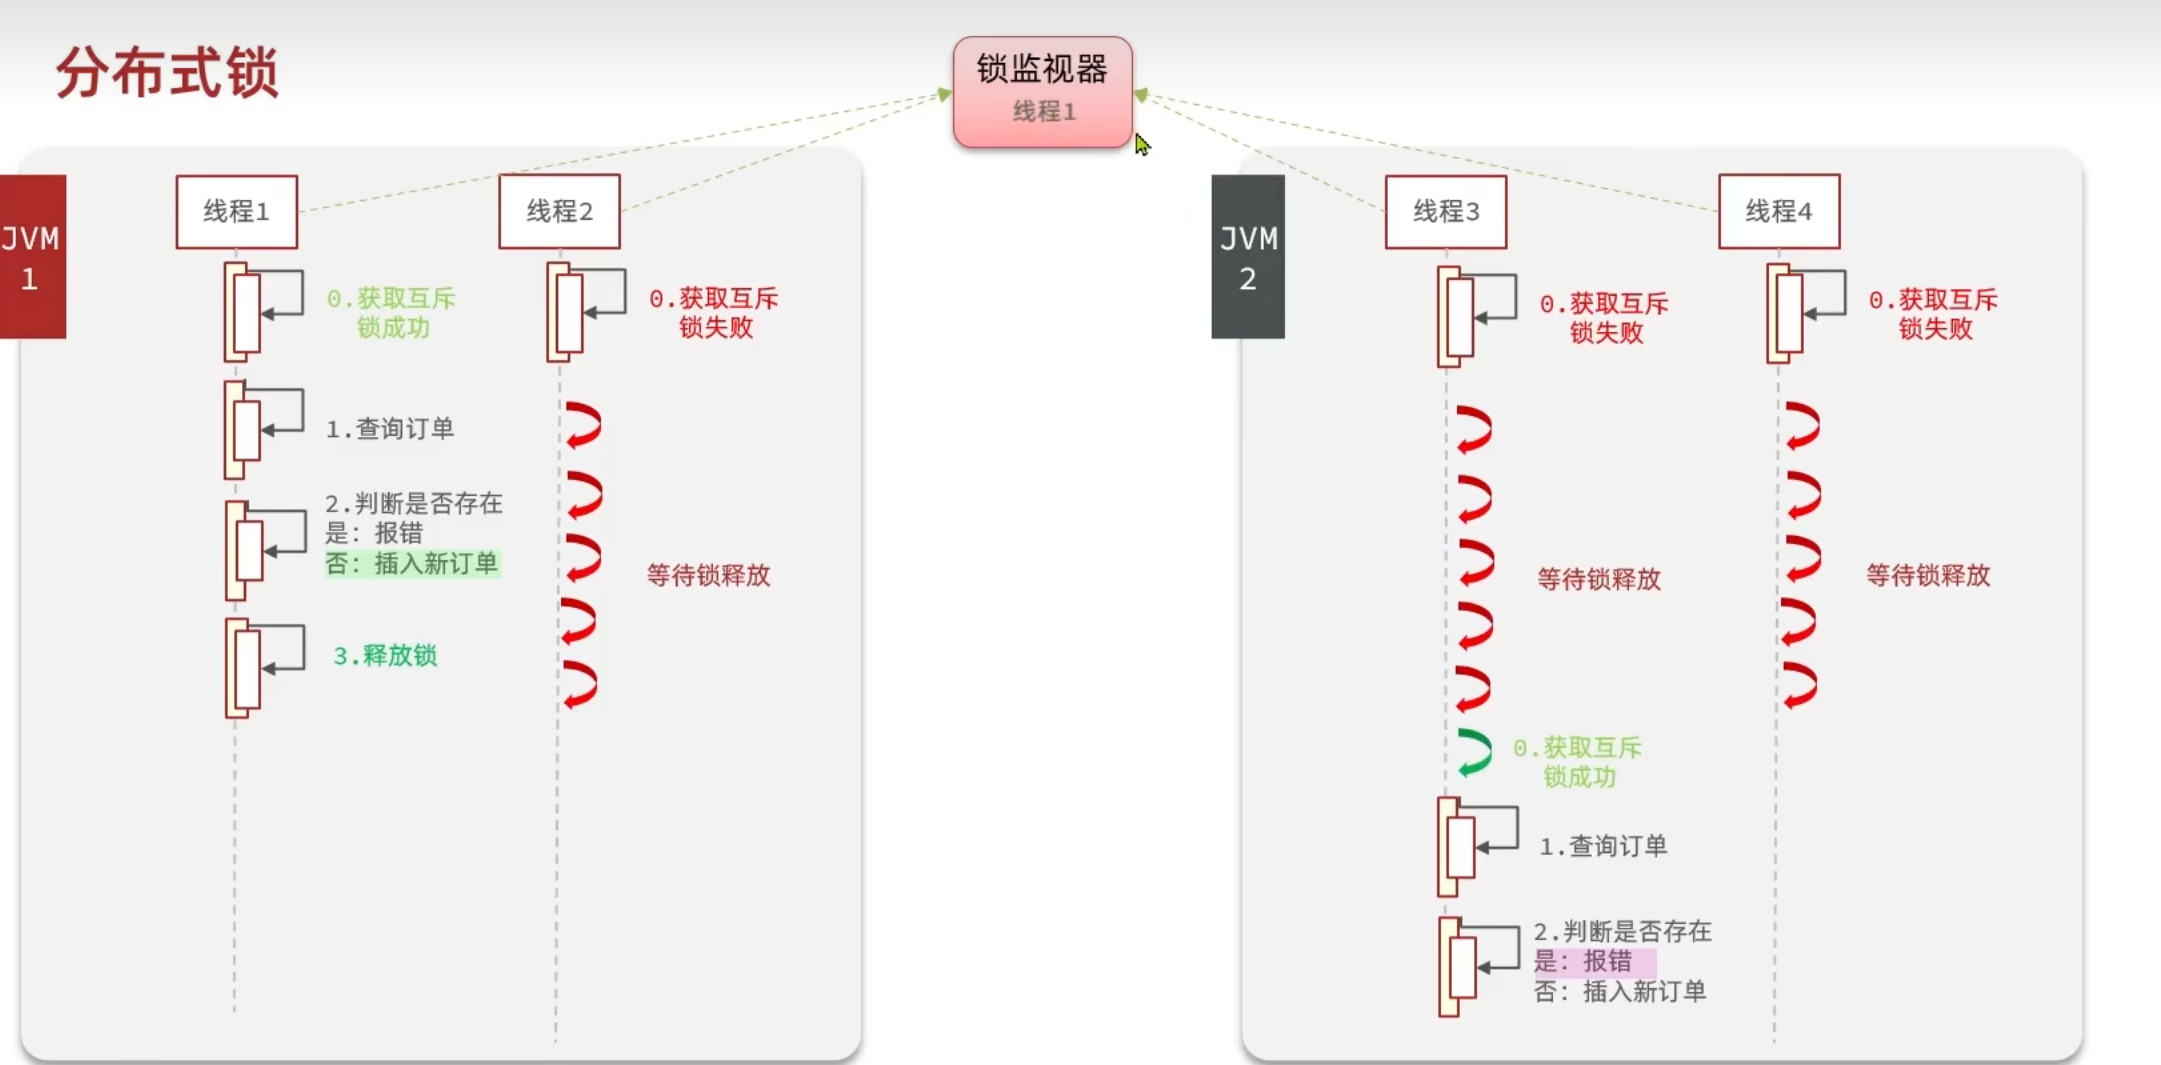 分布式锁
锁监视器
线程1
JVM
1
线程1
0.获取互斥
锁成功
1.查询订单
2.判断是否存在
是：报错
否：插入新订单
3.释放锁
线程2
0.获取互斥
锁失败
等待锁释放
JVM
2
线程3
0.获取互斥
锁失败
等待锁释放
0.获取互斥
锁成功
1.查询订单
2.判断是否存在
是：报错
否：插入新订单
线程4
0.获取互斥
锁失败
等待锁释放